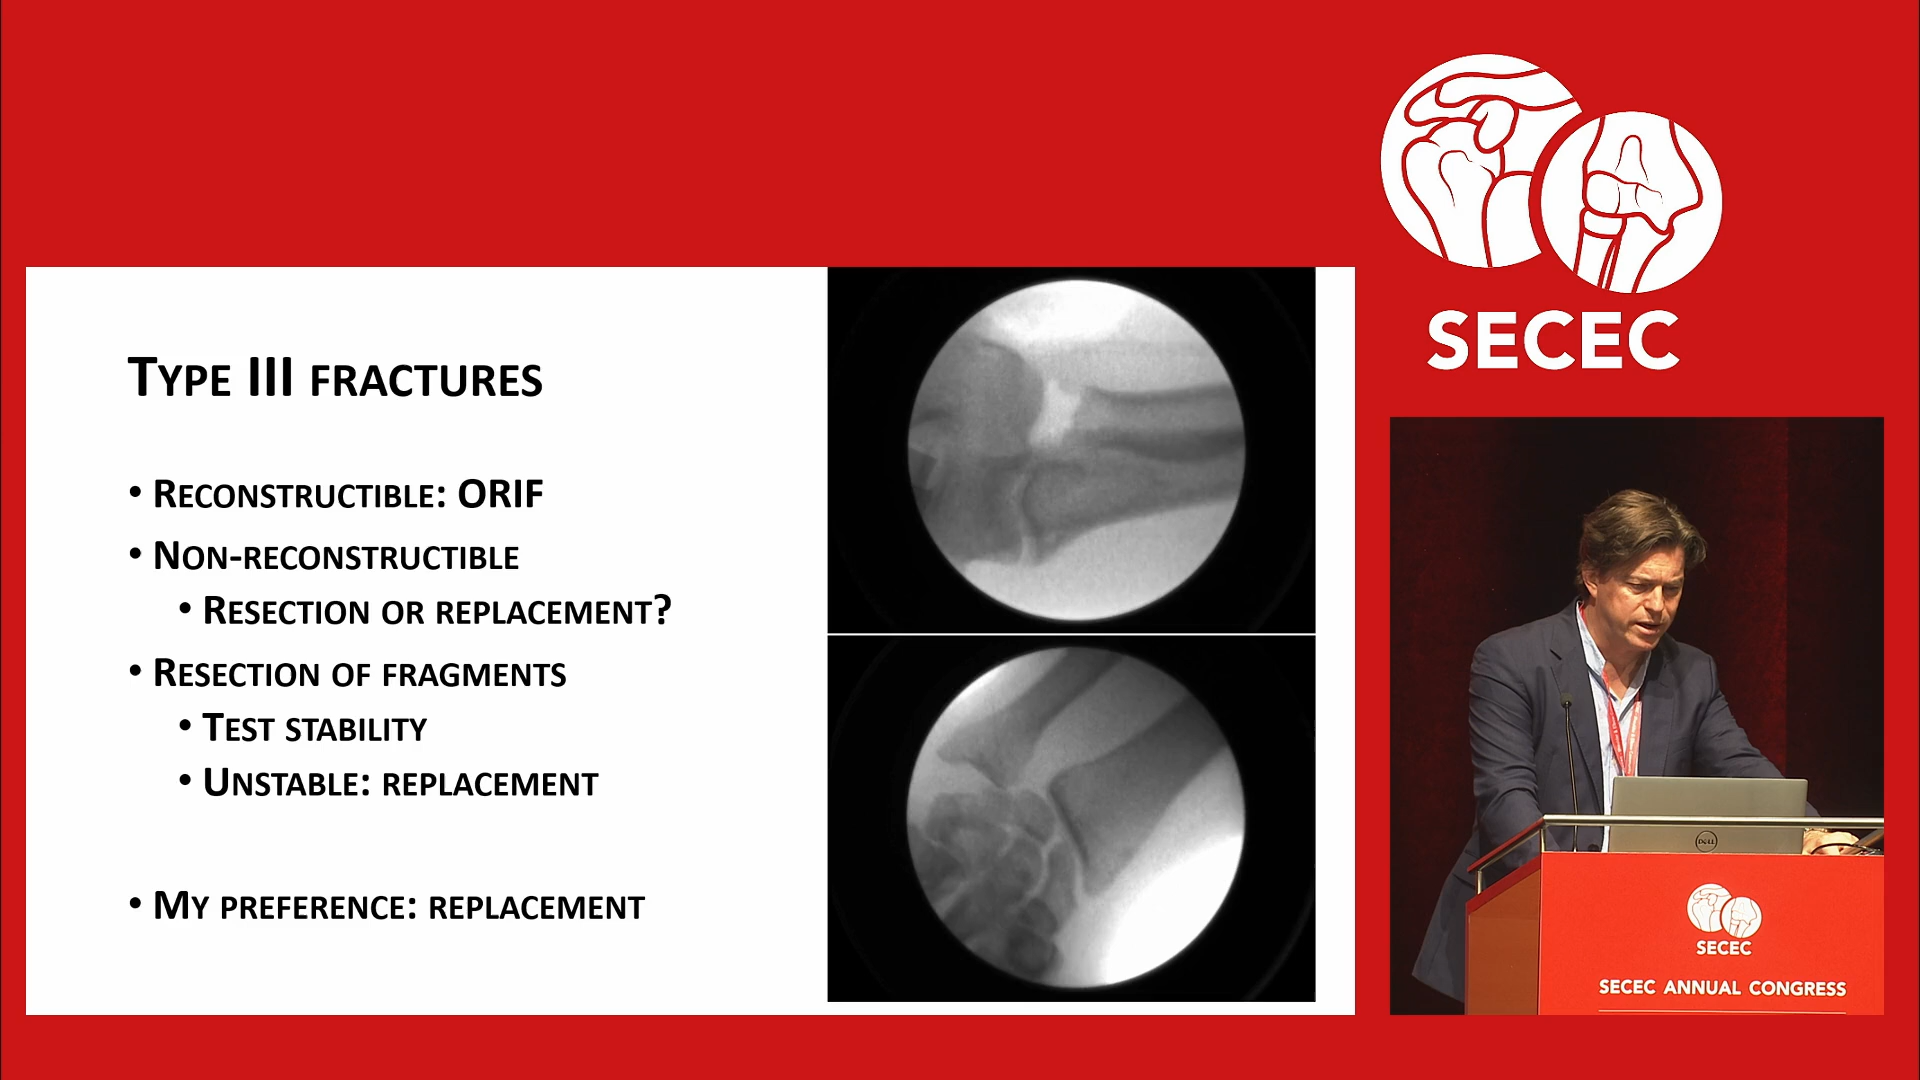 TYPE III FRACTURES
• RECONSTRUCTIBLE: ORIF
• NON-RECONSTRUCTIBLE
• RESECTION OR REPLACEMENT?
• RESECTION OF FRAGMENTS
• TEST STABILITY
• UNSTABLE: REPLACEMENT
• MY PREFERENCE: REPLACEMENT
SECEC
DELL
SECEC
SECEC ANNUAL CONGRESS